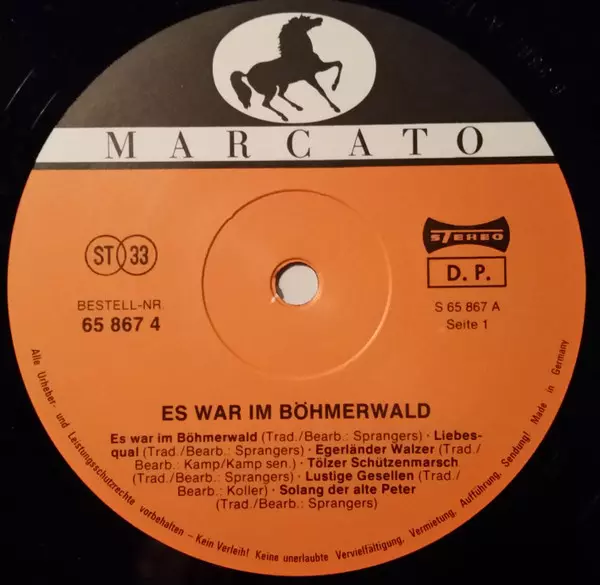 MARCATO
ST 33
STEREO
D. P.
BESTELL-NR.
65 867 4
S 65 867 A
Seite 1
ES WAR IM BÖHMERWALD
Es war im Böhmerwald (Trad./Bearb.: Sprangers) · Liebes-
qual (Trad./Bearb.: Sprangers) · Egerländer Walzer (Trad./
Bearb.: Kamp/Kamp sen.) · Tölzer Schützenmarsch
(Trad./Bearb.: Sprangers) · Lustige Gesellen (Trad./
Bearb.: Koller) · Solang der alte Peter
(Trad./Bearb.: Sprangers)
Alle Urheber- und Leistungsschutzrechte vorbehalten – Kein Verleih! Keine unerlaubte Vervielfältigung, Vermietung, Aufführung, Sendung! Made in Germany